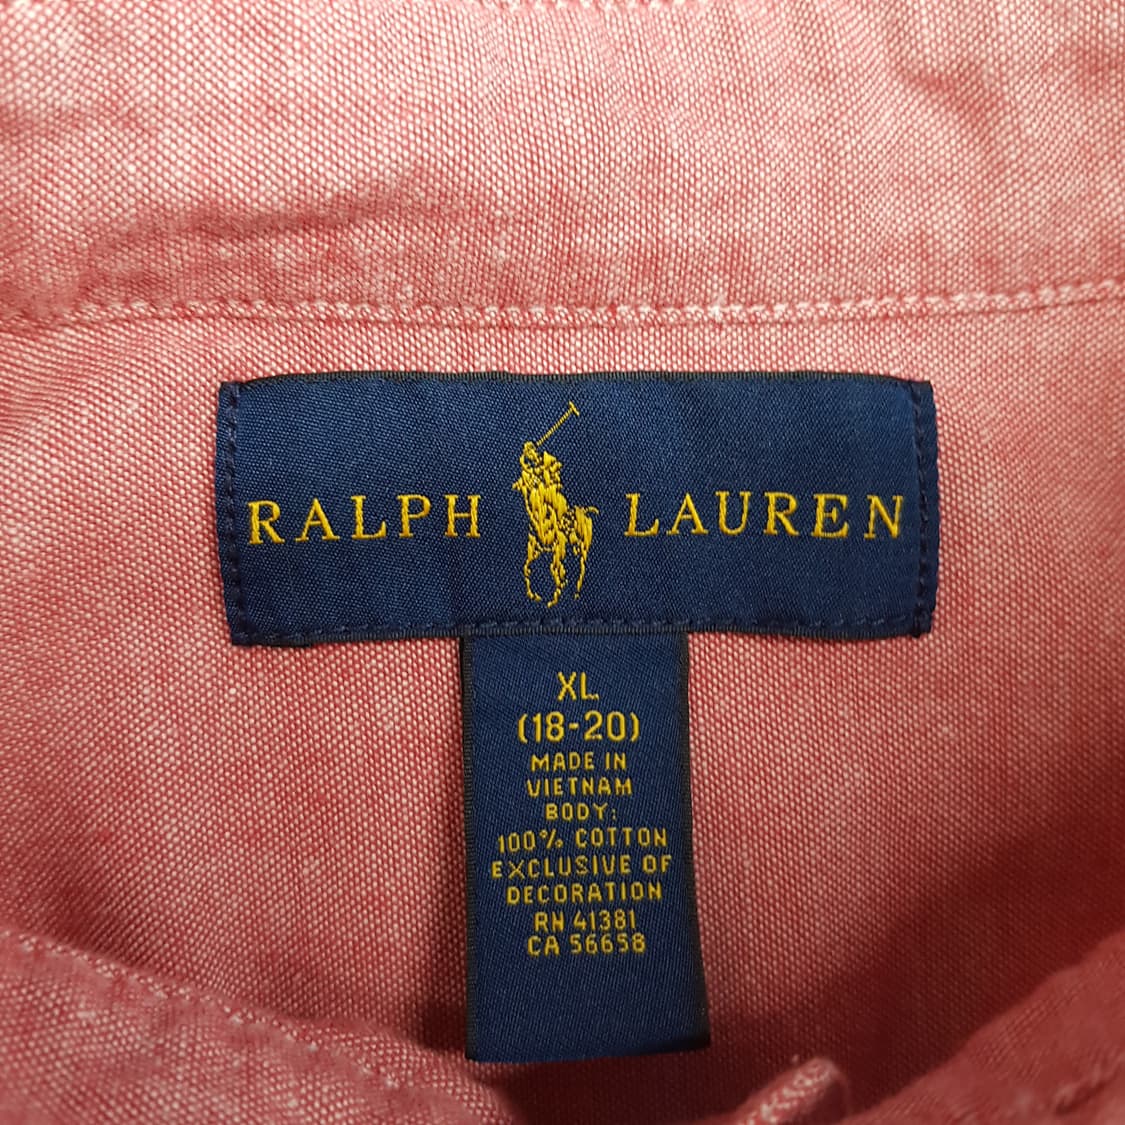 RALPH LAUREN
XL
(18-20)
MADE IN
VIETNAM
BODY:
100% COTTON
EXCLUSIVE OF
DECORATION
RN 41381
CA 56658